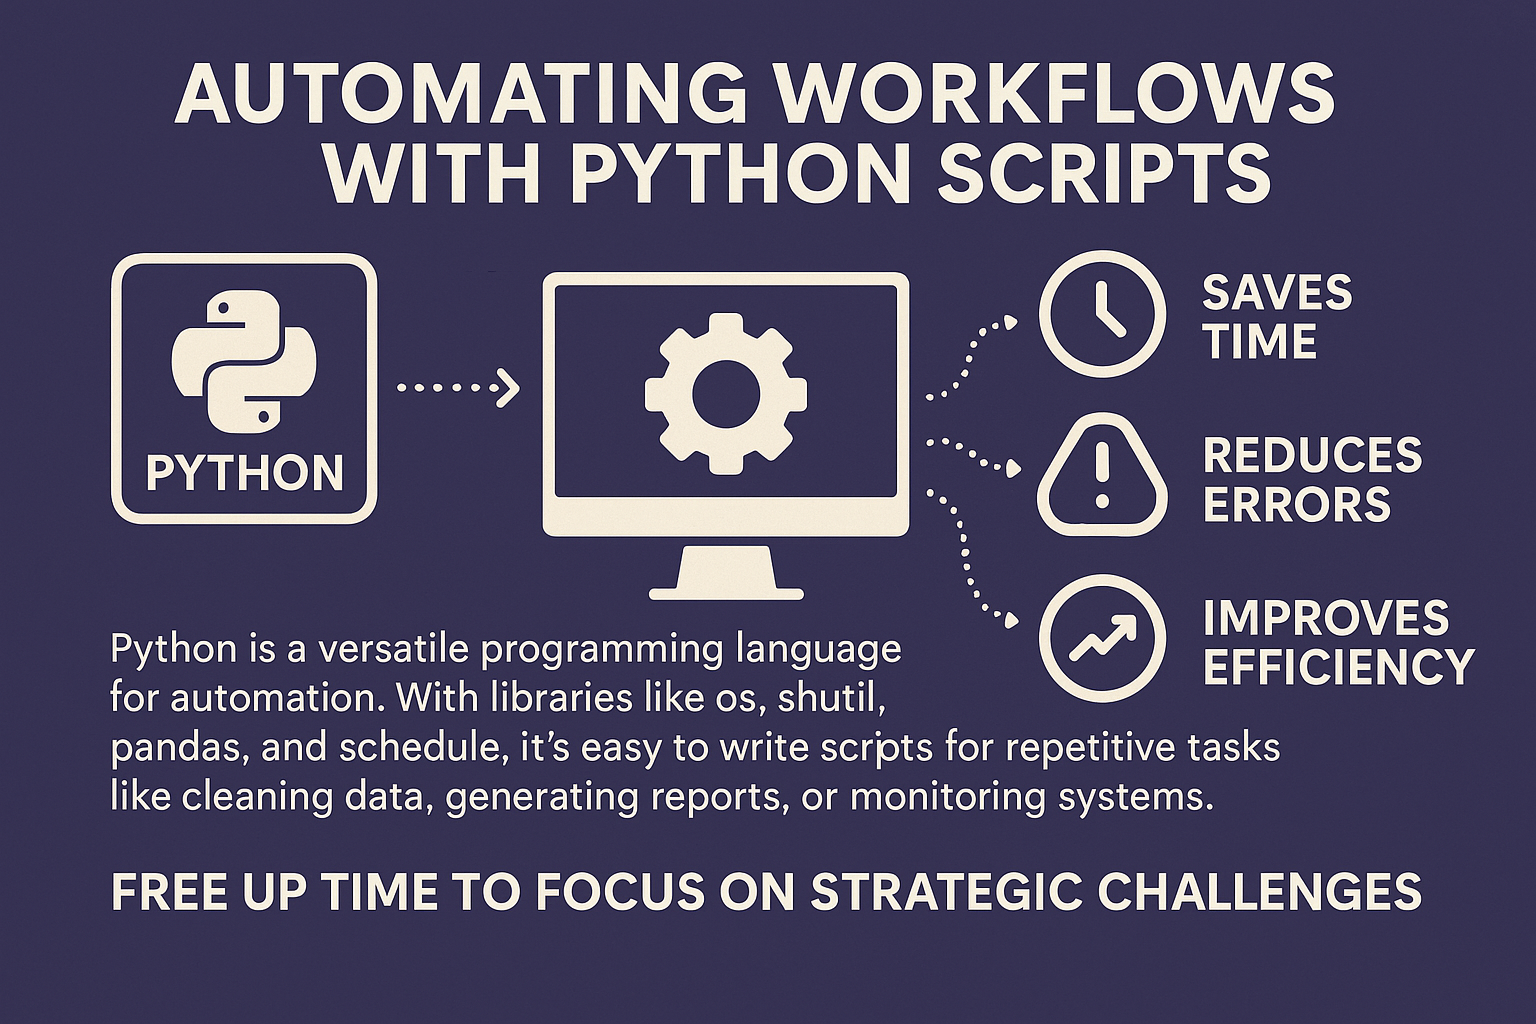 AUTOMATING WORKFLOWS
WITH PYTHON SCRIPTS
PYTHON
SAVES
TIME
REDUCES
ERRORS
IMPROVES
EFFICIENCY
Python is a versatile programming language
for automation. With libraries like os, shutil,
pandas, and schedule, it’s easy to write scripts for repetitive tasks
like cleaning data, generating reports, or monitoring systems.
FREE UP TIME TO FOCUS ON STRATEGIC CHALLENGES